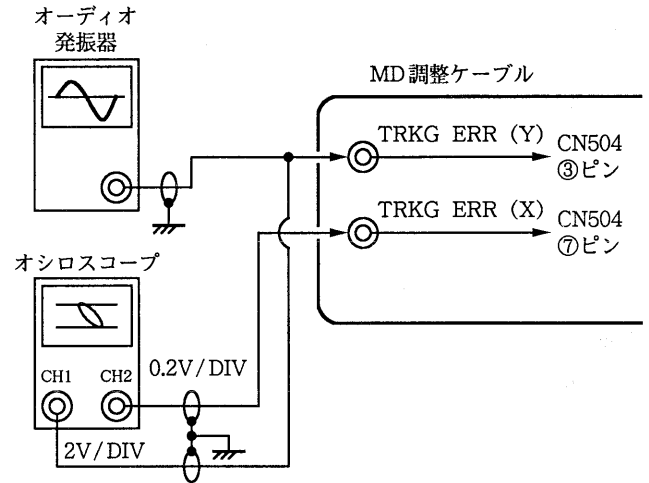 オーディオ
発振器
MD調整ケーブル
TRKG ERR (Y)
CN504
③ピン
TRKG ERR (X)
CN504
⑦ピン
オシロスコープ
CH1
CH2
0.2V/DIV
2V/DIV